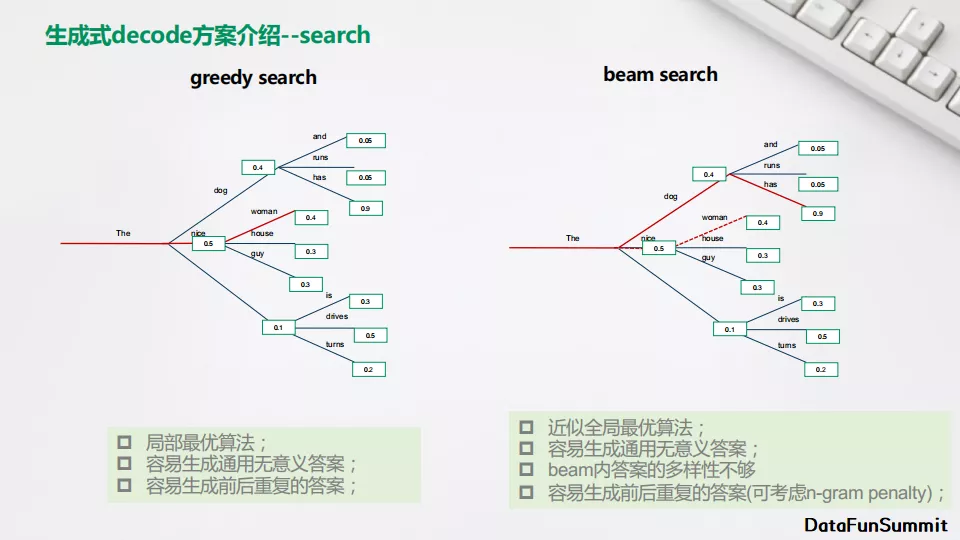 生成式decode方案介绍--search
greedy search
beam search
and
0.05
runs
0.4
0.05
has
dog
0.9
woman
0.4
The
nice
house
0.5
0.3
guy
0.3
is
0.3
drives
0.1
0.5
turns
0.2
and
0.05
runs
0.4
0.05
has
dog
0.9
woman
0.4
The
nice
house
0.5
0.3
guy
0.3
is
0.3
drives
0.1
0.5
turns
0.2
局部最优算法；
容易生成通用无意义答案；
容易生成前后重复的答案；
近似全局最优算法；
容易生成通用无意义答案；
beam内答案的多样性不够
容易生成前后重复的答案(可考虑n-gram penalty)；
DataFunSummit